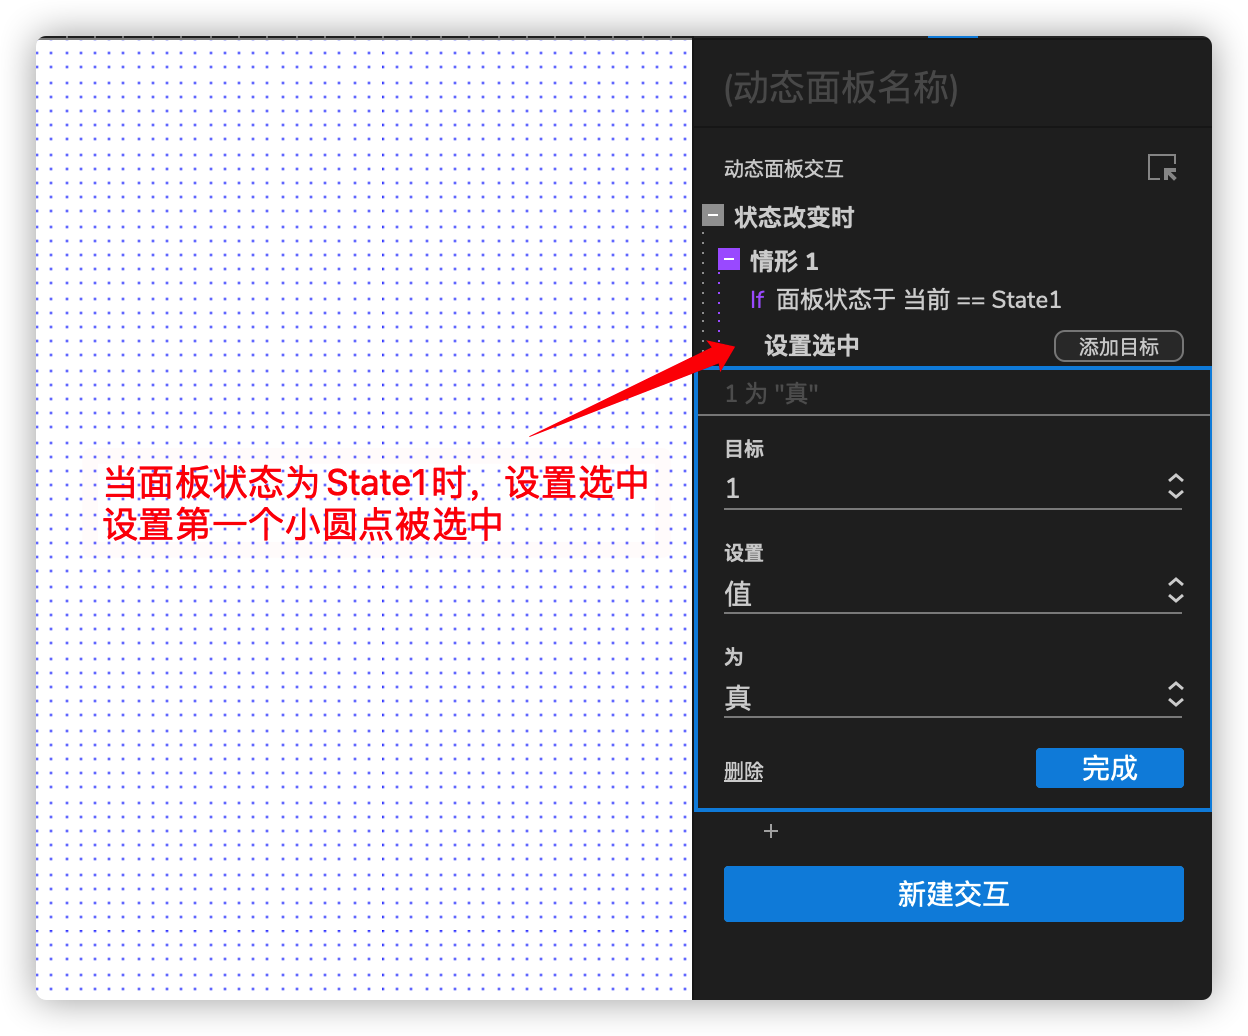 (动态面板名称)
动态面板交互
状态改变时
情形 1
If 面板状态于 当前 == State1
设置选中 添加目标
1 为 "真"
目标
1
当面板状态为State1时，设置选中
设置第一个小圆点被选中
设置
值
为
真
删除 完成
+
新建交互